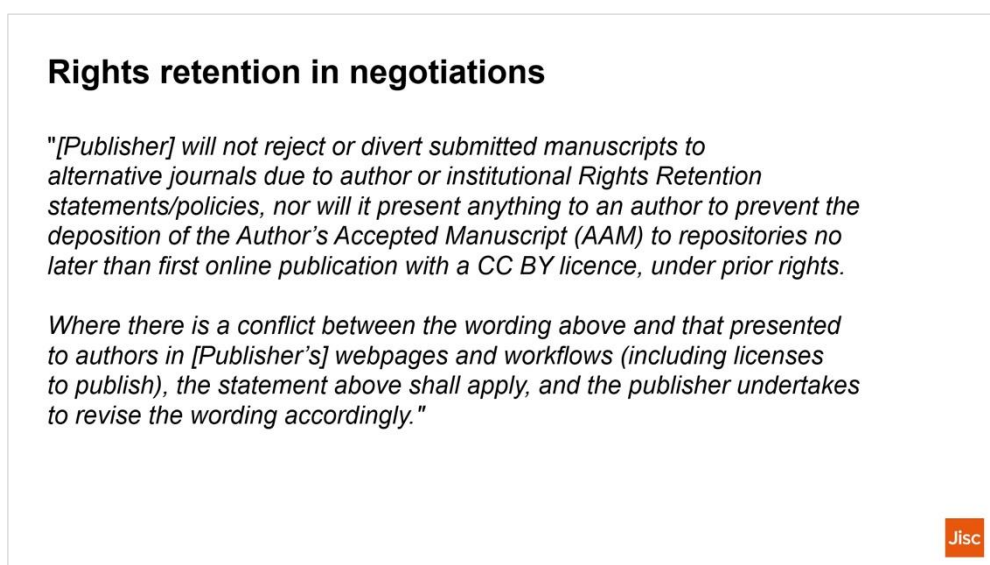 Rights retention in negotiations
"[Publisher] will not reject or divert submitted manuscripts to
alternative journals due to author or institutional Rights Retention
statements/policies, nor will it present anything to an author to prevent the
deposition of the Author's Accepted Manuscript (AAM) to repositories no
later than first online publication with a CC BY licence, under prior rights.
Where there is a conflict between the wording above and that presented
to authors in [Publisher's] webpages and workflows (including licenses
to publish), the statement above shall apply, and the publisher undertakes
to revise the wording accordingly."
Jisc